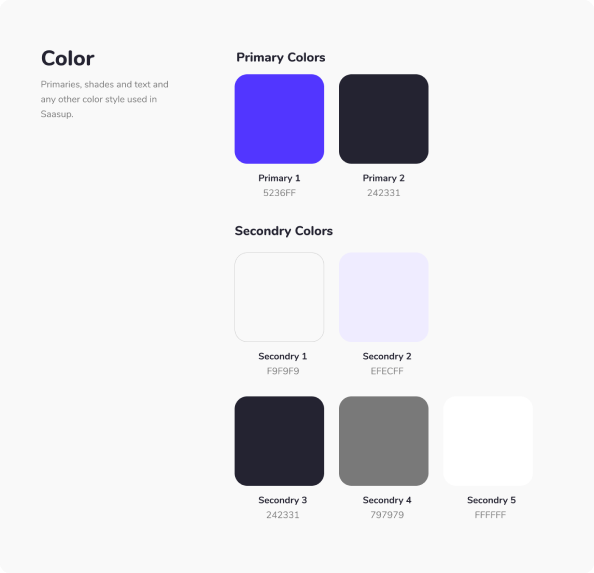 Color
Primaries, shades and text and
any other color style used in
Saasup.
Primary Colors
Primary 1
5236FF
Primary 2
242331
Secondry Colors
Secondry 1
F9F9F9
Secondry 2
EFECFF
Secondry 3
242331
Secondry 4
797979
Secondry 5
FFFFFF